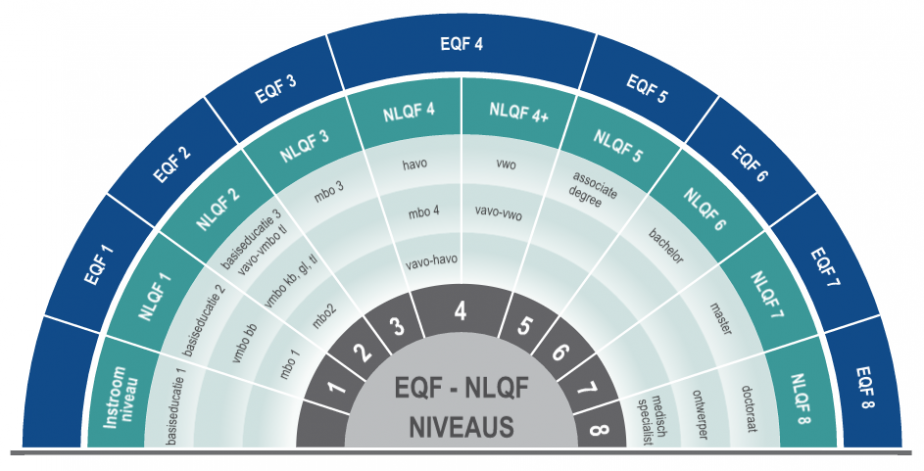 EQF 1
EQF 2
EQF 3
EQF 4
EQF 5
EQF 6
EQF 7
EQF 8
Instroom
niveau
NLQF 1
NLQF 2
NLQF 3
NLQF 4
NLQF 4+
NLQF 5
NLQF 6
NLQF 7
NLQF 8
basiseducatie 1
basiseducatie 2
vmbo bb
mbo 1
basiseducatie 3
vavo-vmbo tl
vmbo kb, gl, tl
mbo2
mbo 3
havo
mbo 4
vavo-havo
vwo
vavo-vwo
associate
degree
bachelor
master
doctoraat
ontwerper
medisch
specialist
1
2
3
4
5
6
7
8
EQF - NLQF
NIVEAUS